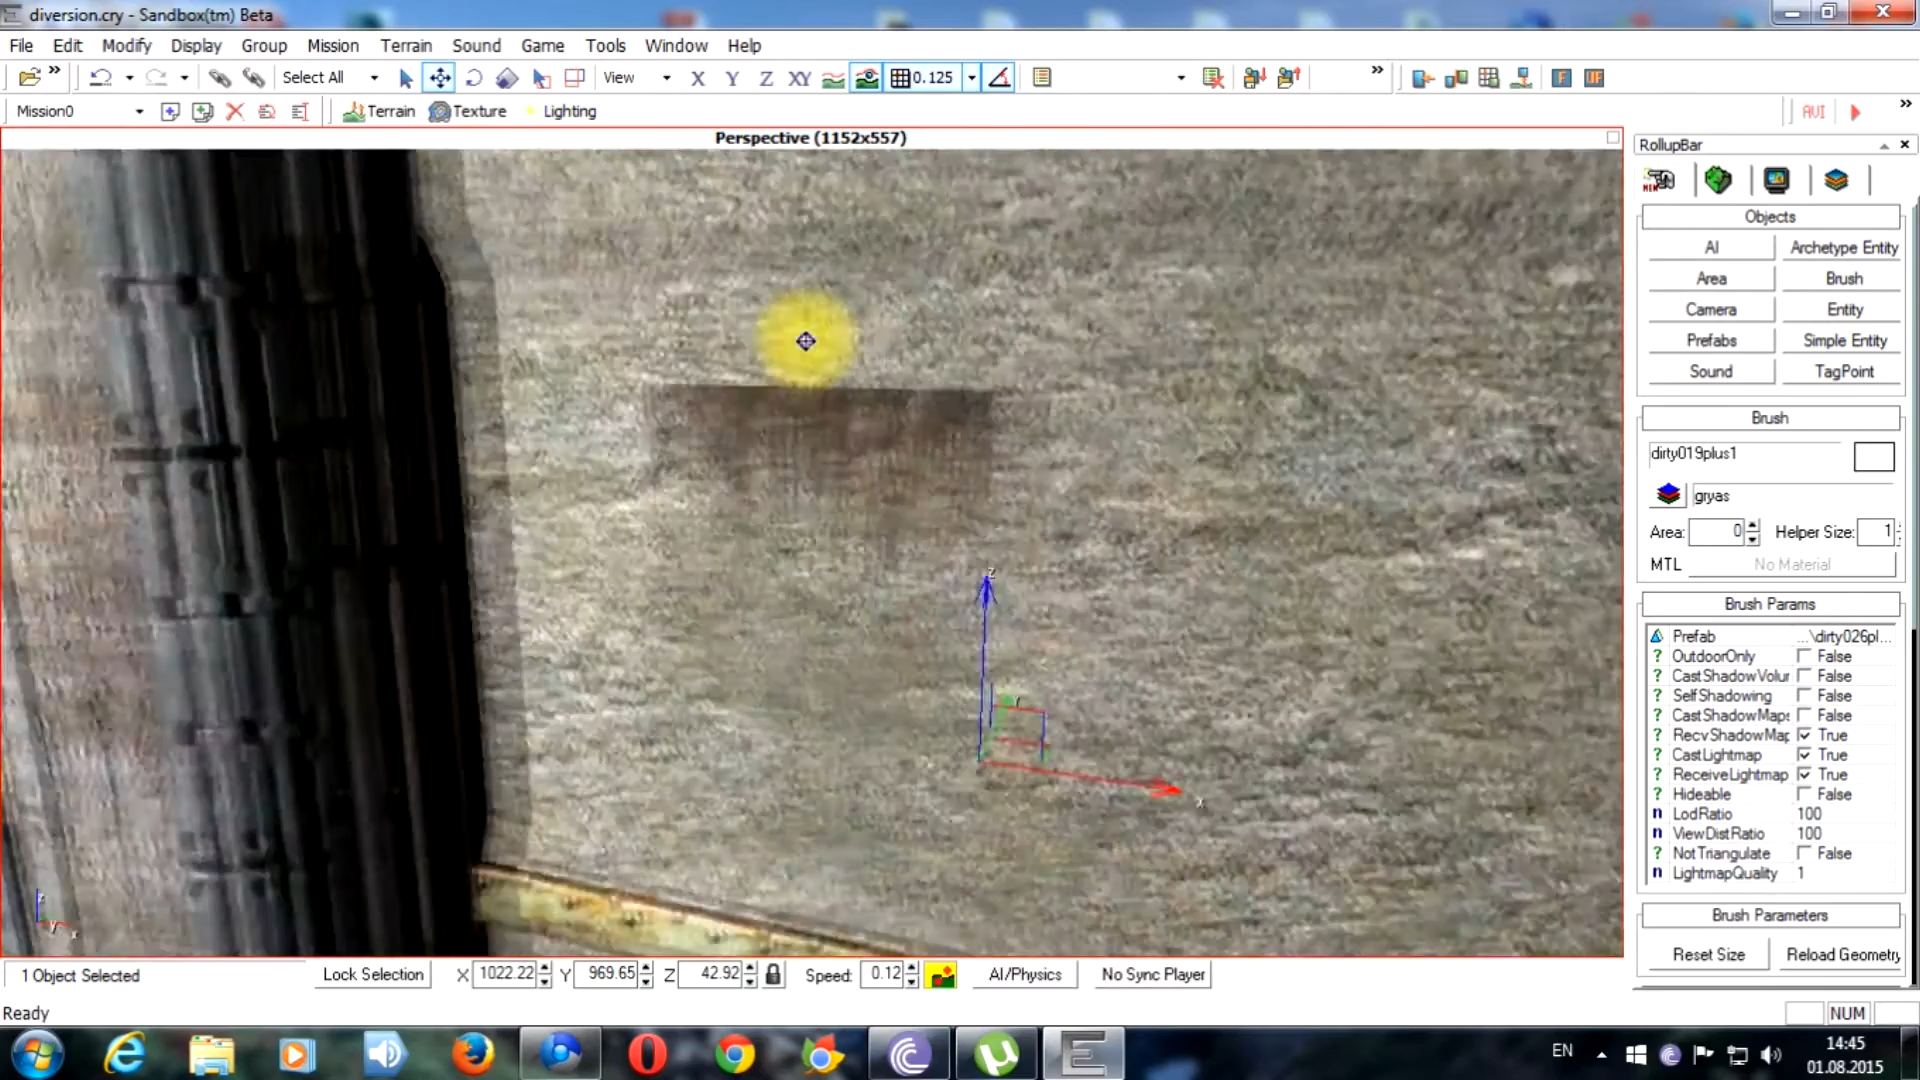 diversion.cry - Sandbox(tm) Beta
File Edit Modify Display Group Mission Terrain Sound Game Tools Window Help
Select All View X Y Z XY 0.125
F UF
Mission0 Terrain Texture Lighting AVI
Perspective (1152x557)
RollupBar
Objects
AI Archetype Entity
Area Brush
Camera Entity
Prefabs Simple Entity
Sound TagPoint
Brush
dirty019plus1
gryas
Area: 0 Helper Size: 1
MTL No Material
Brush Params
Prefab ...\dirty026pl...
OutdoorOnly False
CastShadowVolur False
SelfShadowing False
CastShadowMaps False
RecvShadowMap True
CastLightmap True
ReceiveLightmap True
Hideable False
LodRatio 100
ViewDistRatio 100
NotTriangulate False
LightmapQuality 1
Brush Parameters
Reset Size Reload Geometry
z
x
z
y x
1 Object Selected Lock Selection X 1022.22 Y 969.65 Z 42.92 Speed: 0.12 AI/Physics No Sync Player
Ready NUM
EN 14:45
01.08.2015